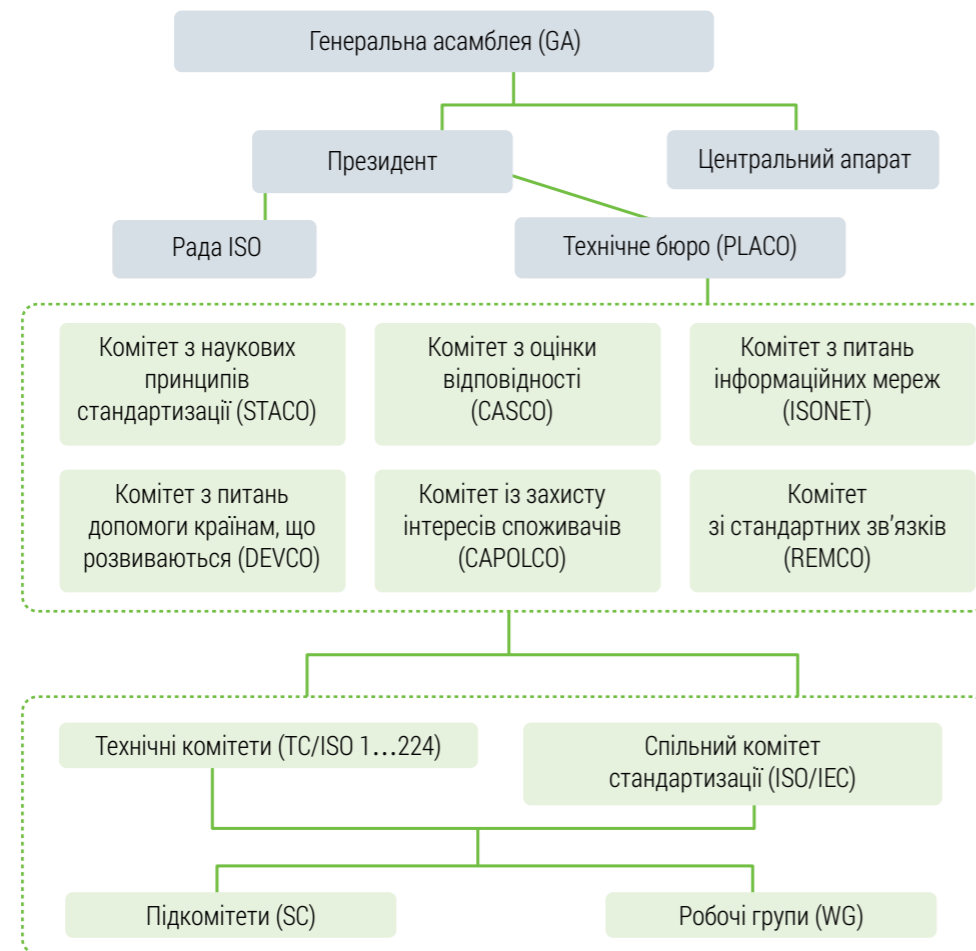 Генеральна асамблея (GA)
Президент
Центральний апарат
Рада ISO
Технічне бюро (PLACO)
Комітет з наукових
принципів
стандартизації (STACO)
Комітет з оцінки
відповідності
(CASCO)
Комітет з питань
інформаційних мереж
(ISONET)
Комітет з питань
допомоги країнам, що
розвиваються (DEVCO)
Комітет із захисту
інтересів споживачів
(CAPOLCO)
Комітет
зі стандартних зв’язків
(REMCO)
Технічні комітети (TC/ISO 1...224)
Спільний комітет
стандартизації (ISO/IEC)
Підкомітети (SC)
Робочі групи (WG)